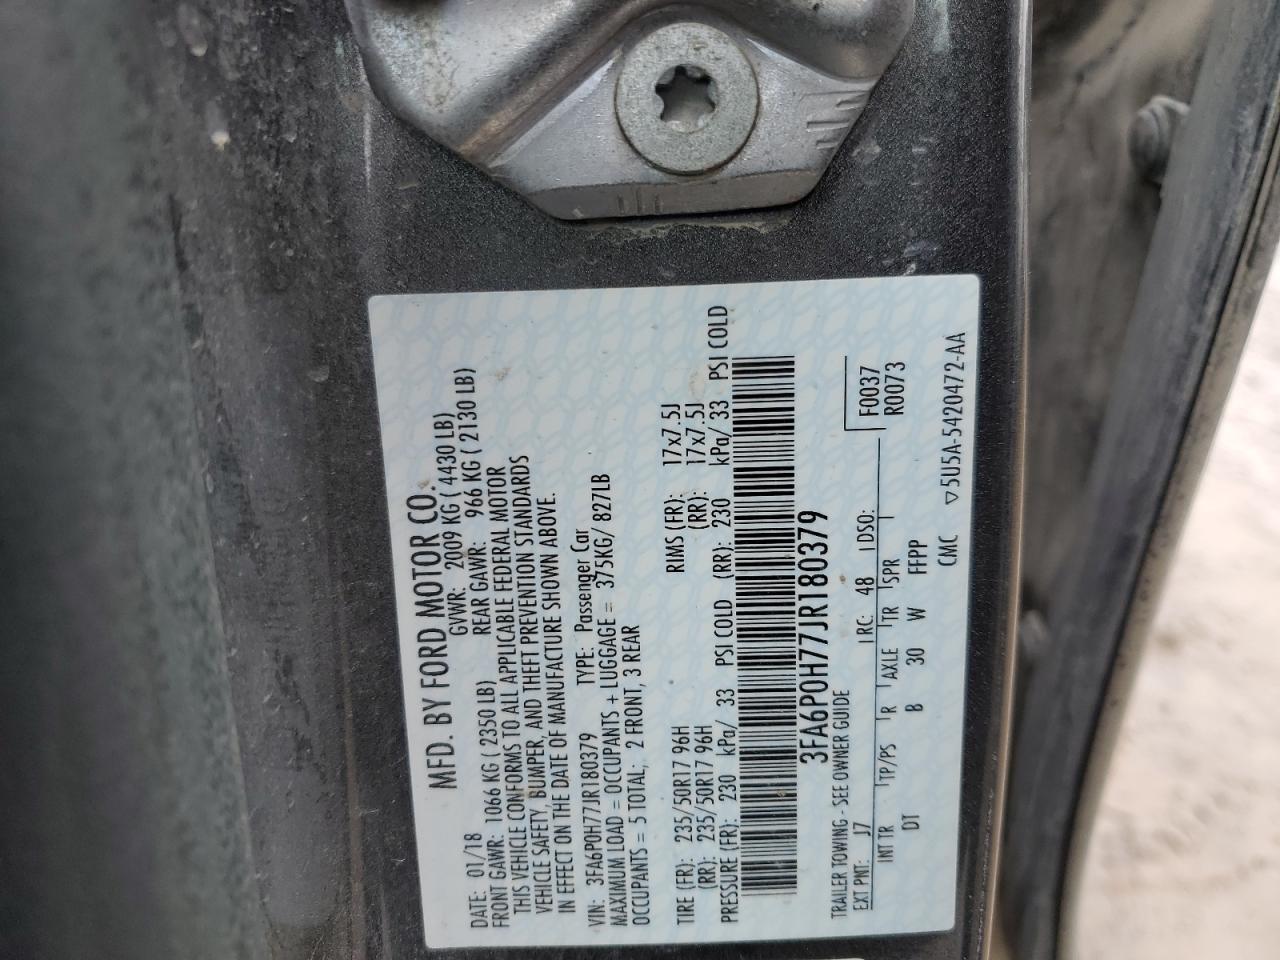 MFD. BY FORD MOTOR CO.
DATE: 01/18 GVWR: 2009 KG ( 4430 LB)
FRONT GAWR: 1066 KG ( 2350 LB) REAR GAWR: 966 KG ( 2130 LB)
THIS VEHICLE CONFORMS TO ALL APPLICABLE FEDERAL MOTOR
VEHICLE SAFETY, BUMPER, AND THEFT PREVENTION STANDARDS
IN EFFECT ON THE DATE OF MANUFACTURE SHOWN ABOVE.
VIN: 3FA6P0H77JR180379 TYPE: Passenger Car
MAXIMUM LOAD = OCCUPANTS + LUGGAGE = 375KG/ 827LB
OCCUPANTS = 5 TOTAL; 2 FRONT, 3 REAR
TIRE (FR): 235/50R17 96H RIMS (FR): 17x7.5J
(RR): 235/50R17 96H (RR): 17x7.5J
PRESSURE (FR): 230 kPa/ 33 PSI COLD (RR): 230 kPa/ 33 PSI COLD
3FA6P0H77JR180379
TRAILER TOWING - SEE OWNER GUIDE F0037
EXT PNT: J7 RC: 48 DSO: R0073
INT TR TP/PS R AXLE TR SPR
DT B 30 W FFPP
CMC ▽5U5A-5420472-AA